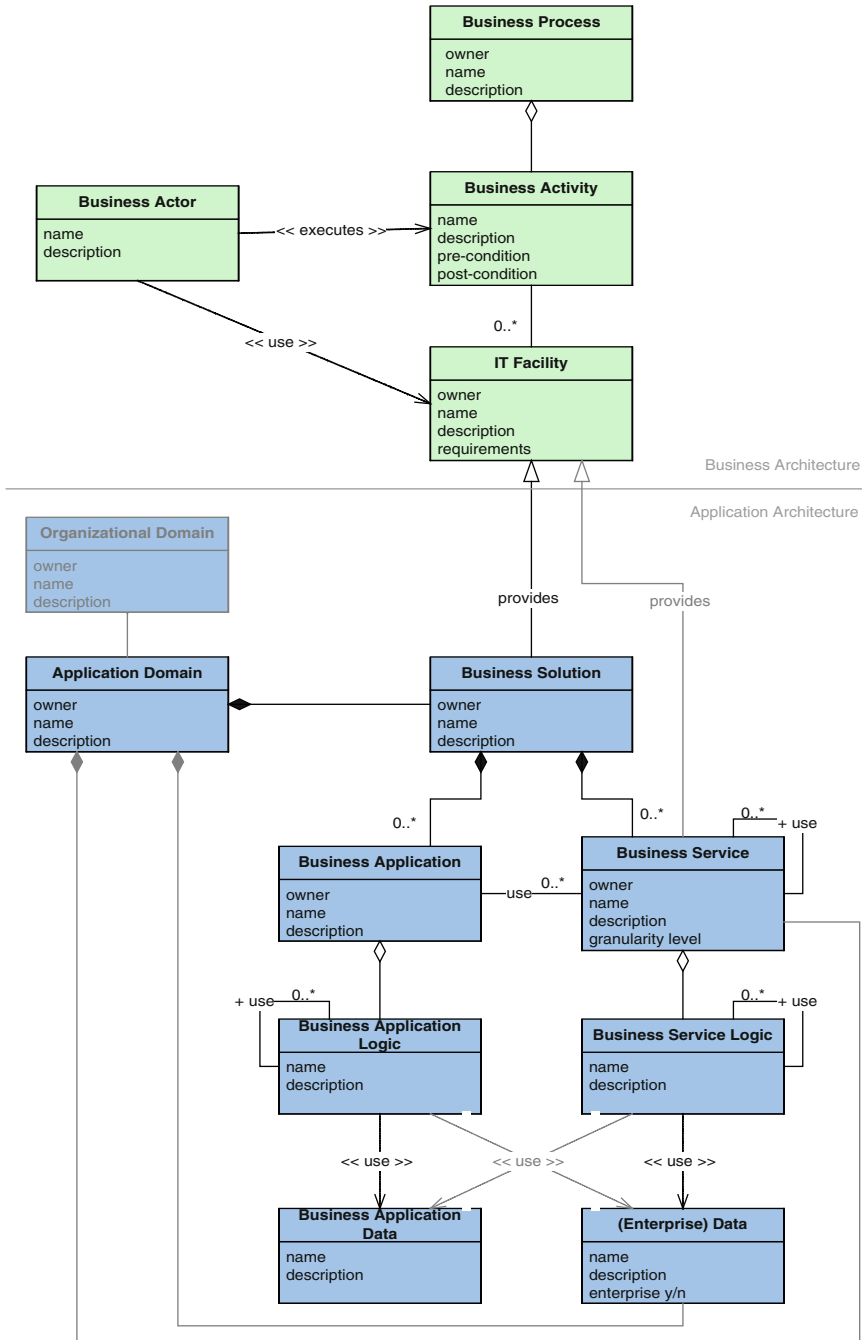 Business Process
owner
name
description
Business Actor
name
description
<< executes >>
Business Activity
name
description
pre-condition
post-condition
<< use >>
0..*
IT Facility
owner
name
description
requirements
Business Architecture
Application Architecture
Organizational Domain
owner
name
description
provides
provides
Application Domain
owner
name
description
Business Solution
owner
name
description
0..*
0..*
0..*
+ use
Business Application
owner
name
description
use
0..*
Business Service
owner
name
description
granularity level
+ use
0..*
Business Application
Logic
name
description
0..*
+ use
Business Service Logic
name
description
<< use >>
<< use >>
<< use >>
Business Application
Data
name
description
(Enterprise) Data
name
description
enterprise y/n